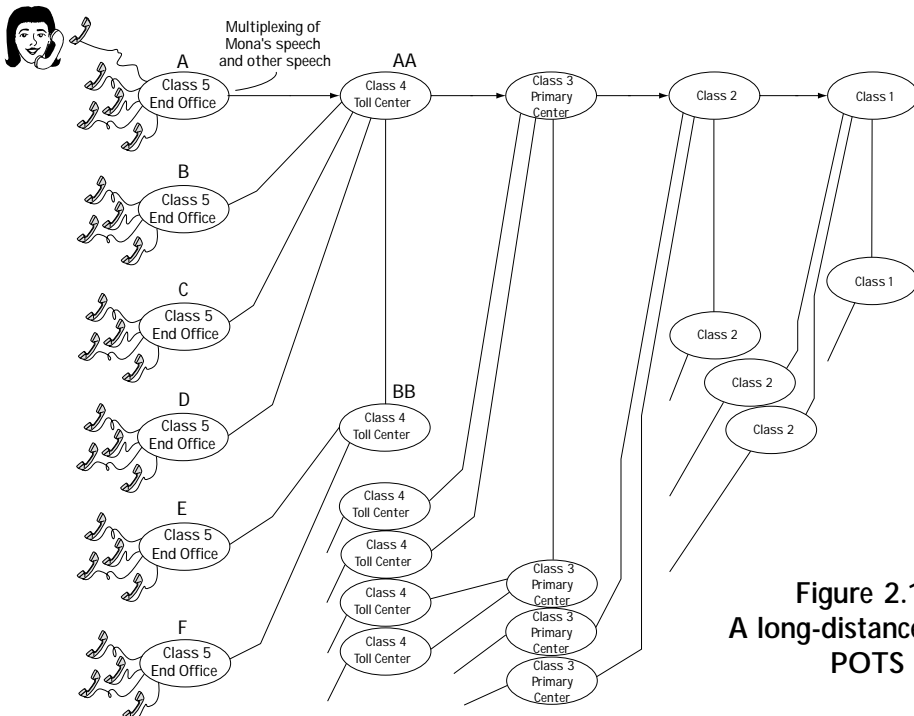 Multiplexing of
Mona's speech
and other speech
A
Class 5
End Office
AA
Class 4
Toll Center
Class 3
Primary
Center
Class 2
Class 1
B
Class 5
End Office
C
Class 5
End Office
Class 1
Class 2
Class 2
Class 2
D
Class 5
End Office
BB
Class 4
Toll Center
E
Class 5
End Office
Class 4
Toll Center
Class 4
Toll Center
Class 4
Toll Center
Class 4
Toll Center
Class 3
Primary
Center
Class 3
Primary
Center
Class 3
Primary
Center
F
Class 5
End Office
Figure 2.1
A long-distance
POTS